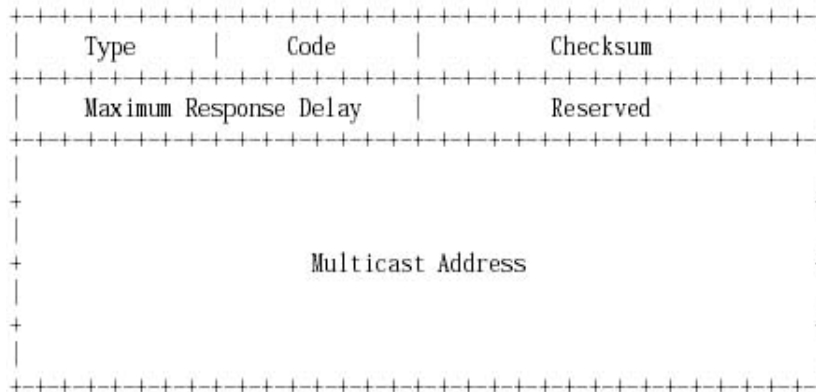 Type | Code | Checksum
Maximum Response Delay | Reserved
Multicast Address